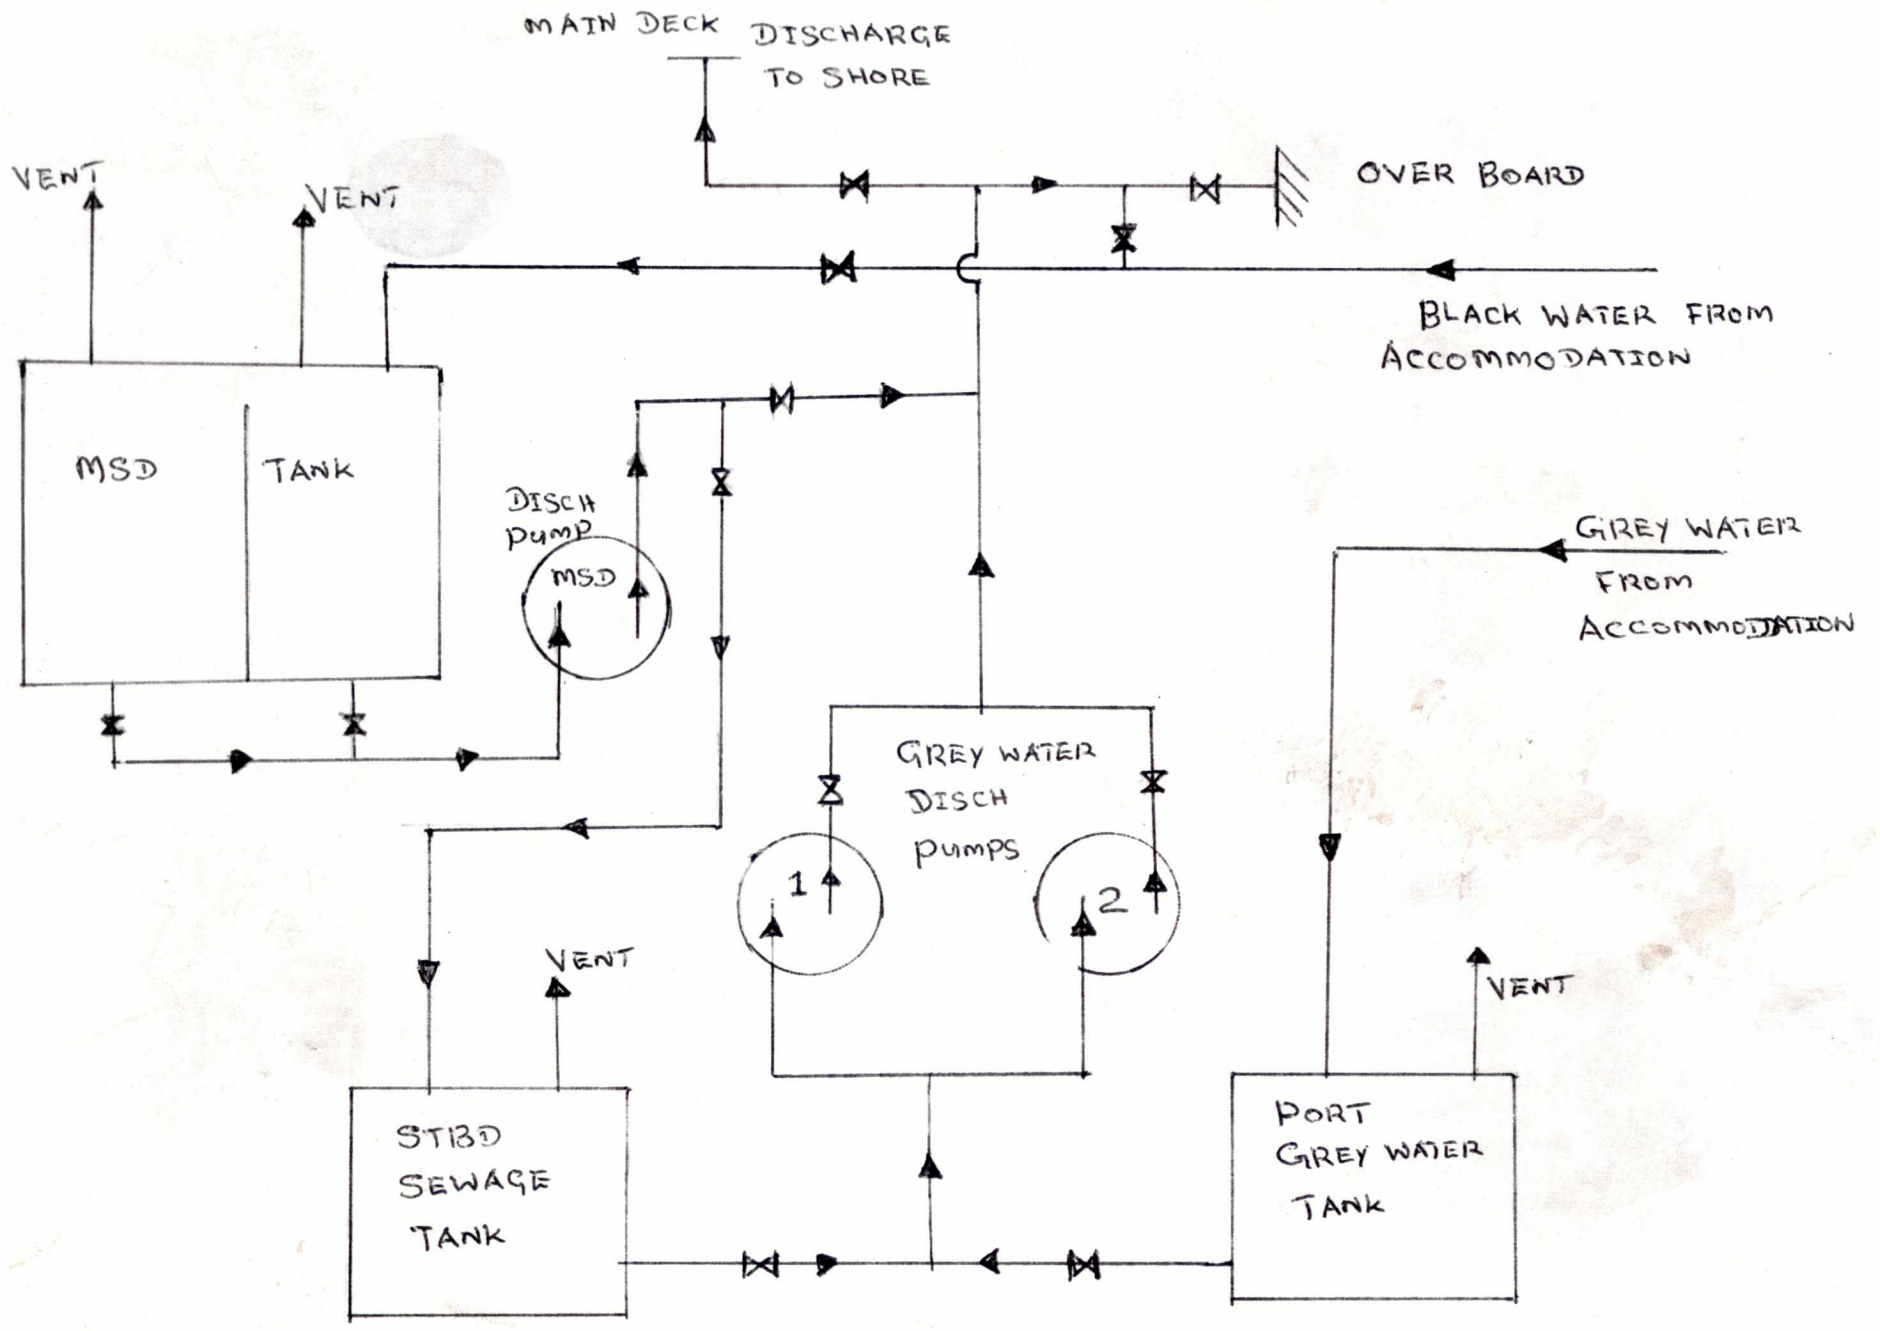 MAIN DECK DISCHARGE
TO SHORE
VENT
VENT
OVER BOARD
BLACK WATER FROM
ACCOMMODATION
MSD
TANK
DISCH
PUMP
MSD
GREY WATER
FROM
ACCOMMODATION
GREY WATER
DISCH
PUMPS
1
2
VENT
VENT
STBD
SEWAGE
TANK
PORT
GREY WATER
TANK